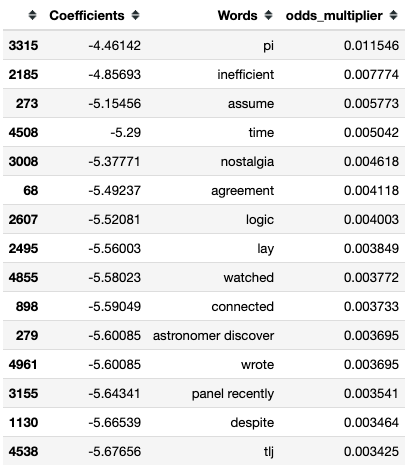 Coefficients Words odds_multiplier
3315 -4.46142 pi 0.011546
2185 -4.85693 inefficient 0.007774
273 -5.15456 assume 0.005773
4508 -5.29 time 0.005042
3008 -5.37771 nostalgia 0.004618
68 -5.49237 agreement 0.004118
2607 -5.52081 logic 0.004003
2495 -5.56003 lay 0.003849
4855 -5.58023 watched 0.003772
898 -5.59049 connected 0.003733
279 -5.60085 astronomer discover 0.003695
4961 -5.60085 wrote 0.003695
3155 -5.64341 panel recently 0.003541
1130 -5.66539 despite 0.003464
4538 -5.67656 tlj 0.003425